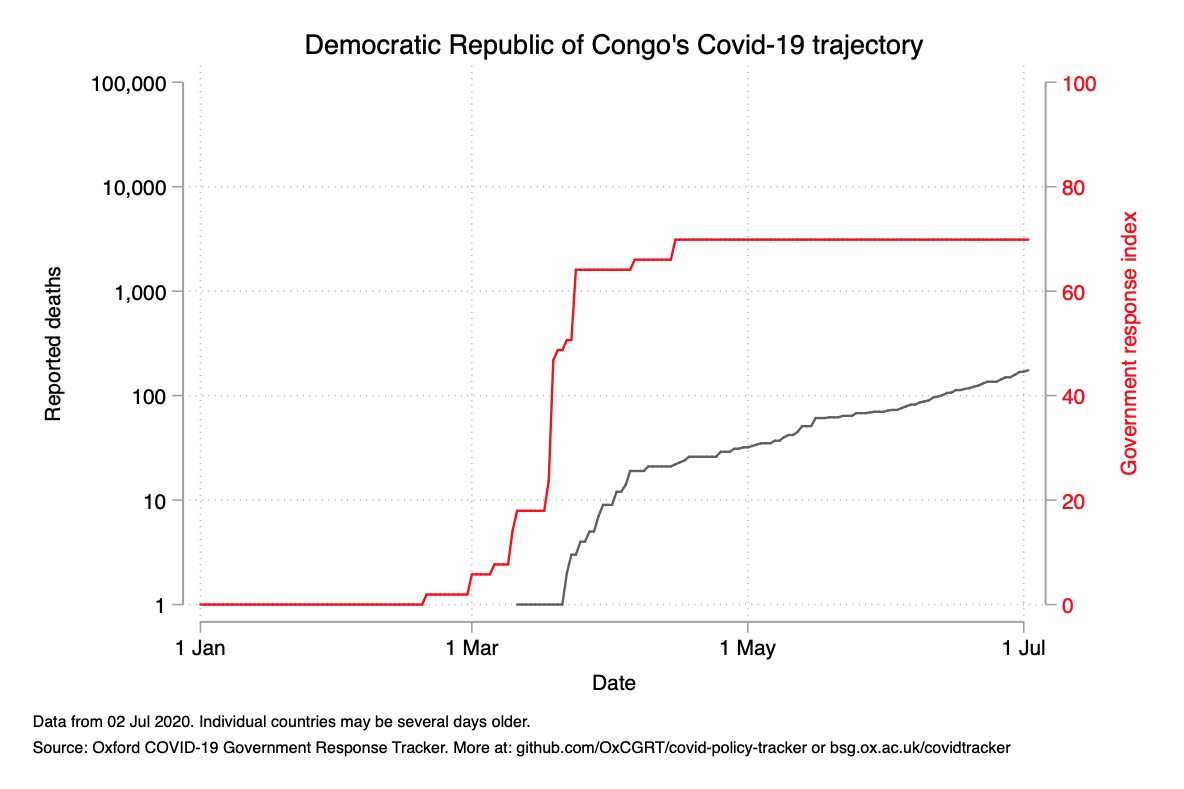 Democratic Republic of Congo's Covid-19 trajectory
100,000
10,000
1,000
100
10
1
Reported deaths
100
80
60
40
20
0
Government response index
1 Jan
1 Mar
1 May
1 Jul
Date
Data from 02 Jul 2020. Individual countries may be several days older.
Source: Oxford COVID-19 Government Response Tracker. More at: github.com/OxCGRT/covid-policy-tracker or bsg.ox.ac.uk/covidtracker